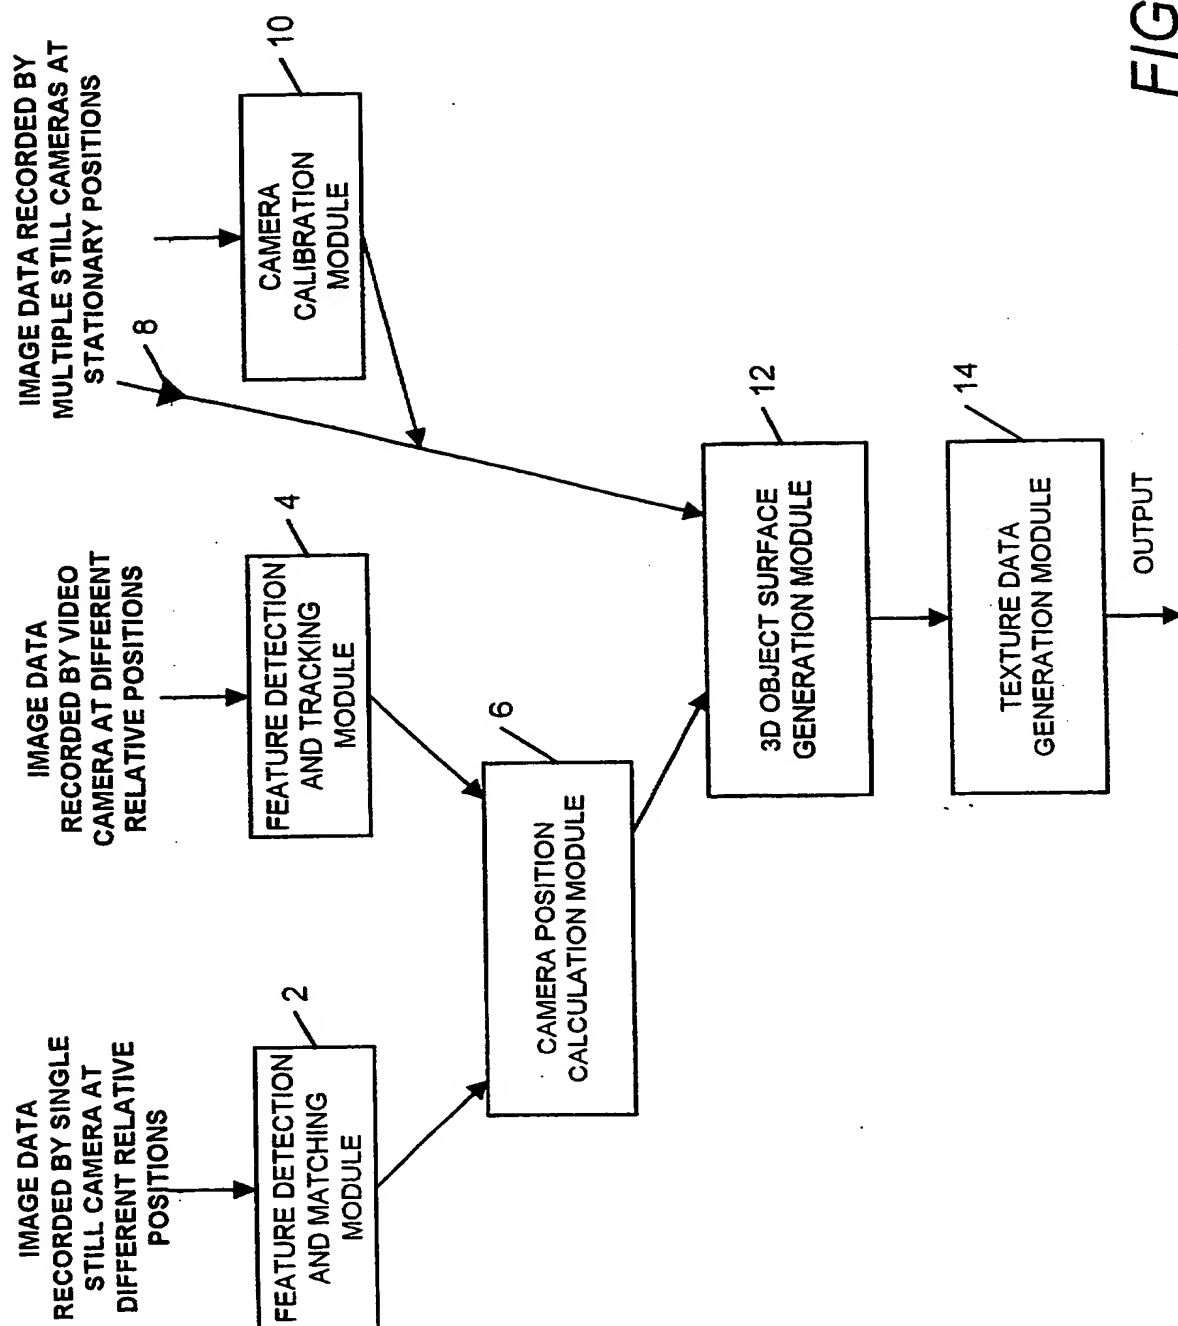 IMAGE DATA
RECORDED BY SINGLE
STILL CAMERA AT
DIFFERENT RELATIVE
POSITIONS
IMAGE DATA
RECORDED BY VIDEO
CAMERA AT DIFFERENT
RELATIVE POSITIONS
IMAGE DATA RECORDED BY
MULTIPLE STILL CAMERAS AT
STATIONARY POSITIONS
8
2
FEATURE DETECTION
AND MATCHING
MODULE
4
FEATURE DETECTION
AND TRACKING
MODULE
10
CAMERA
CALIBRATION
MODULE
6
CAMERA POSITION
CALCULATION MODULE
12
3D OBJECT SURFACE
GENERATION MODULE
14
TEXTURE DATA
GENERATION MODULE
OUTPUT
FIG